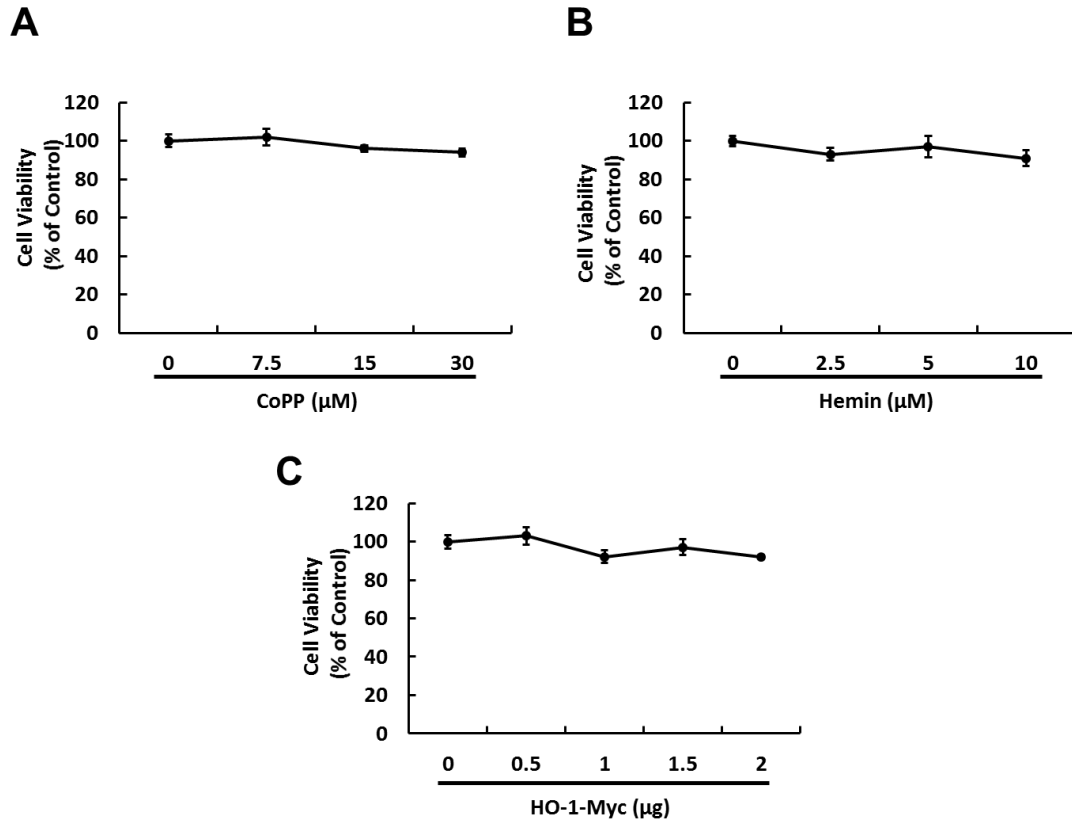 A
Cell Viability
(% of Control)
120
100
80
60
40
20
0
0 7.5 15 30
CoPP (µM)
B
Cell Viability
(% of Control)
120
100
80
60
40
20
0
0 2.5 5 10
Hemin (µM)
C
Cell Viability
(% of Control)
120
100
80
60
40
20
0
0 0.5 1 1.5 2
HO-1-Myc (µg)